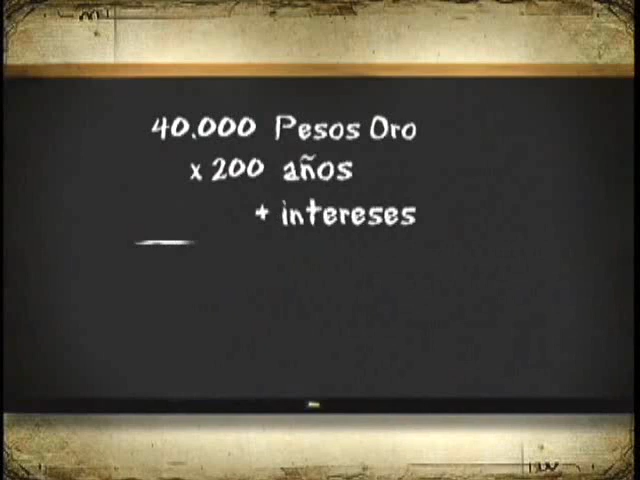 40.000 Pesos Oro
x 200 años
+ intereses